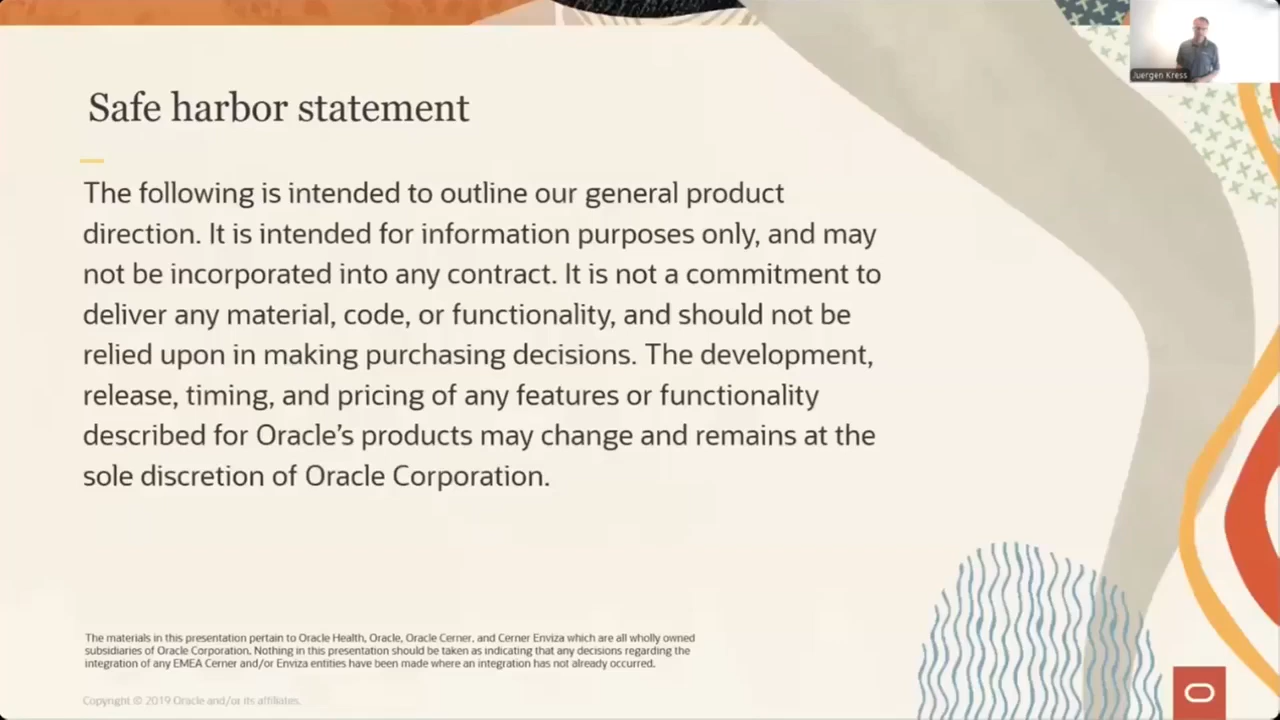 Juergen Kress
Safe harbor statement
The following is intended to outline our general product
direction. It is intended for information purposes only, and may
not be incorporated into any contract. It is not a commitment to
deliver any material, code, or functionality, and should not be
relied upon in making purchasing decisions. The development,
release, timing, and pricing of any features or functionality
described for Oracle’s products may change and remains at the
sole discretion of Oracle Corporation.
The materials in this presentation pertain to Oracle Health, Oracle, Oracle Cerner, and Cerner Enviza which are all wholly owned
subsidiaries of Oracle Corporation. Nothing in this presentation should be taken as indicating that any decisions regarding the
integration of any EMEA Cerner and/or Enviza entities have been made where an integration has not already occurred.
Copyright © 2019 Oracle and/or its affiliates.